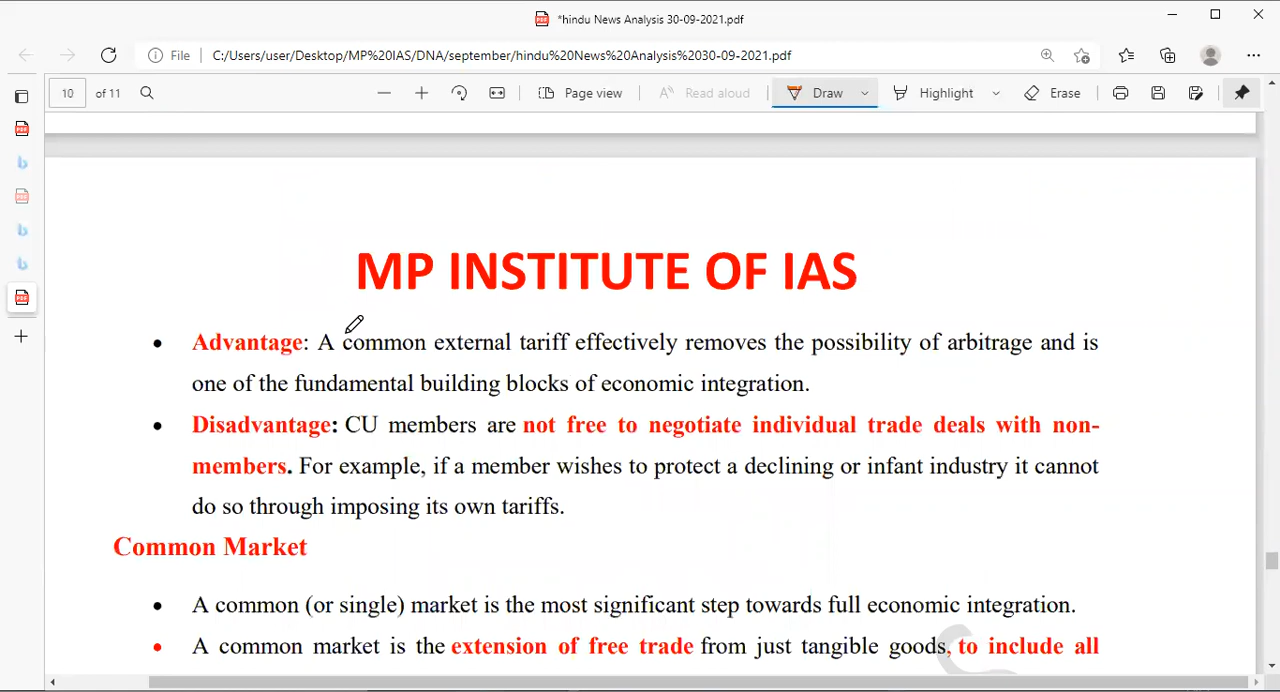 *hindu News Analysis 30-09-2021.pdf
File C:/Users/user/Desktop/MP%20IAS/DNA/september/hindu%20News%20Analysis%2030-09-2021.pdf
10 of 11 Page view Read aloud Draw Highlight Erase
MP INSTITUTE OF IAS
• Advantage: A common external tariff effectively removes the possibility of arbitrage and is
one of the fundamental building blocks of economic integration.
• Disadvantage: CU members are not free to negotiate individual trade deals with non-
members. For example, if a member wishes to protect a declining or infant industry it cannot
do so through imposing its own tariffs.
Common Market
• A common (or single) market is the most significant step towards full economic integration.
• A common market is the extension of free trade from just tangible goods, to include all